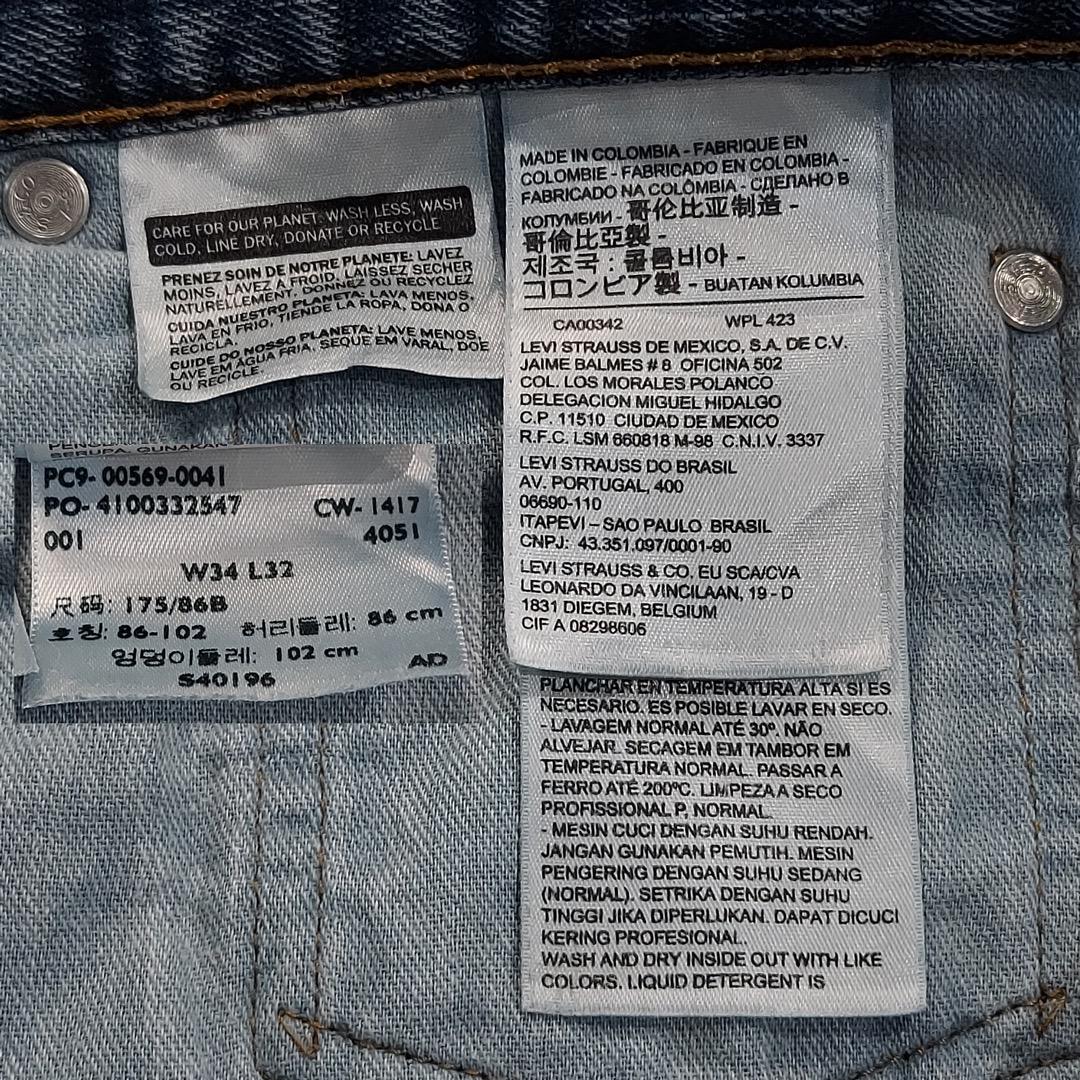 CARE FOR OUR PLANET: WASH LESS, WASH
COLD, LINE DRY, DONATE OR RECYCLE
PRENEZ SOIN DE NOTRE PLANETE: LAVEZ
MOINS, LAVEZ A FROID, LAISSEZ SECHER
NATURELLEMENT, DONNEZ OU RECYCLEZ
CUIDA NUESTRO PLANETA: LAVA MENOS,
LAVA EN FRIO, TIENDE LA ROPA, DONA O
RECICLA.
CUIDE DO NOSSO PLANETA: LAVE MENOS,
LAVE EM AGUA FRIA, SEQUE EM VARAL, DOE
OU RECICLE.
SERUPA, GUNAKAN
PC9- 00569-0041
PO- 4100332547 CW- 1417
001 4051
W34 L32
尺码: 175/86B
호칭: 86-102 허리둘레: 86 cm
엉덩이둘레: 102 cm AD
S40196
MADE IN COLOMBIA - FABRIQUE EN
COLOMBIE - FABRICADO EN COLOMBIA -
FABRICADO NA COLÔMBIA - СДЕЛАНО В
КОЛУМБИИ - 哥伦比亚制造 -
哥倫比亞製 -
제조국 : 콜롬비아 -
コロンビア製 - BUATAN KOLUMBIA
CA00342 WPL 423
LEVI STRAUSS DE MEXICO, S.A. DE C.V.
JAIME BALMES # 8 OFICINA 502
COL. LOS MORALES POLANCO
DELEGACION MIGUEL HIDALGO
C.P. 11510 CIUDAD DE MEXICO
R.F.C. LSM 660818 M-98 C.N.I.V. 3337
LEVI STRAUSS DO BRASIL
AV. PORTUGAL, 400
06690-110
ITAPEVI – SAO PAULO BRASIL
CNPJ: 43.351.097/0001-90
LEVI STRAUSS & CO. EU SCA/CVA
LEONARDO DA VINCILAAN, 19 - D
1831 DIEGEM, BELGIUM
CIF A 08298606
PLANCHAR EN TEMPERATURA ALTA SI ES
NECESARIO. ES POSIBLE LAVAR EN SECO.
- LAVAGEM NORMAL ATÉ 30º. NÃO
ALVEJAR. SECAGEM EM TAMBOR EM
TEMPERATURA NORMAL. PASSAR A
FERRO ATÉ 200ºC. LIMPEZA A SECO
PROFISSIONAL P, NORMAL.
- MESIN CUCI DENGAN SUHU RENDAH.
JANGAN GUNAKAN PEMUTIH. MESIN
PENGERING DENGAN SUHU SEDANG
(NORMAL). SETRIKA DENGAN SUHU
TINGGI JIKA DIPERLUKAN. DAPAT DICUCI
KERING PROFESIONAL.
WASH AND DRY INSIDE OUT WITH LIKE
COLORS. LIQUID DETERGENT IS